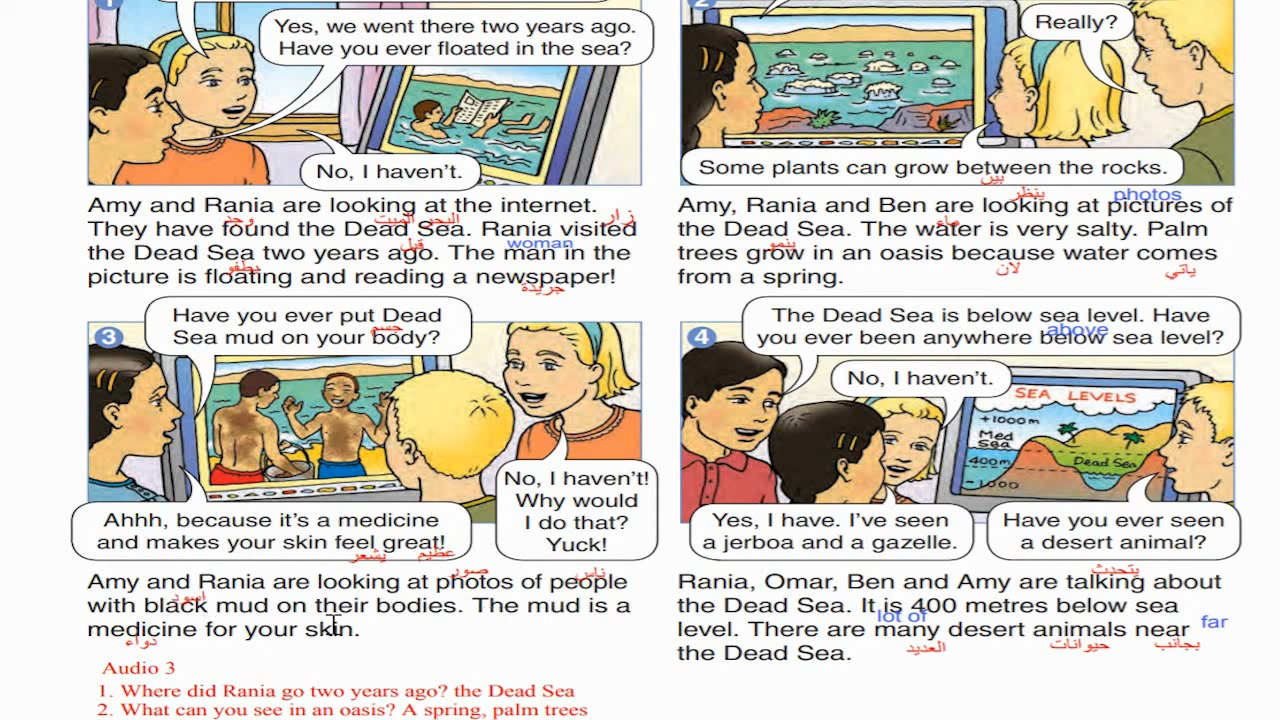 1
Yes, we went there two years ago.
Have you ever floated in the sea?
No, I haven't.
Amy and Rania are looking at the internet.
وجد البحر الميت زار
They have found the Dead Sea. Rania visited
قبل woman
the Dead Sea two years ago. The man in the
يطفو
picture is floating and reading a newspaper!
جريدة
2
Really?
Some plants can grow between the rocks.
بين
ينظر photos
Amy, Rania and Ben are looking at pictures of
ماء
the Dead Sea. The water is very salty. Palm
ينمو
trees grow in an oasis because water comes
لان ياتي
from a spring.
3
Have you ever put Dead
جسم
Sea mud on your body?
No, I haven't!
Why would
I do that?
Yuck!
Ahhh, because it's a medicine
and makes your skin feel great!
يشعر عظيم
صور ناس
Amy and Rania are looking at photos of people
اسود
with black mud on their bodies. The mud is a
medicine for your skin.
دواء
4
The Dead Sea is below sea level. Have
above
you ever been anywhere below sea level?
No, I haven't.
SEA LEVELS
+1000m
Med
Sea
400m
Dead Sea
-1000
Have you ever seen
a desert animal?
Yes, I have. I've seen
a jerboa and a gazelle.
يتحدث
Rania, Omar, Ben and Amy are talking about
the Dead Sea. It is 400 metres below sea
lot of far
level. There are many desert animals near
العديد حيوانات بجانب
the Dead Sea.
Audio 3
1. Where did Rania go two years ago? the Dead Sea
2. What can you see in an oasis? A spring, palm trees